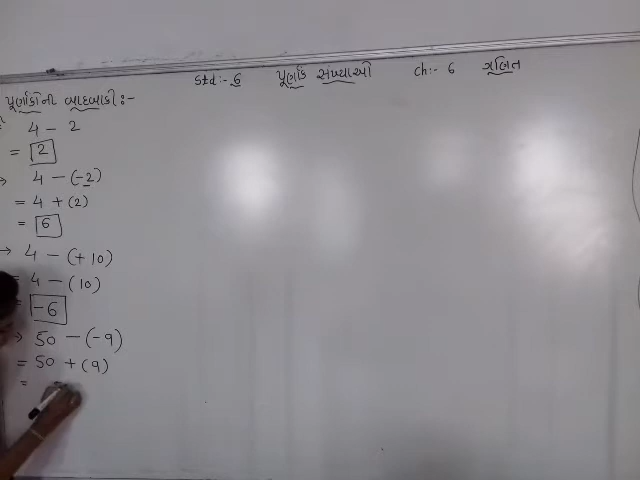 Std:- 6 પૂર્ણાંક સંખ્યાઓ ch:- 6 ગણિત
પૂર્ણાંકોની બાદબાકી:-
4 - 2
= 2
→ 4 - (-2)
= 4 + (2)
= 6
→ 4 - (+10)
= 4 - (10)
= -6
→ 50 - (-9)
= 50 + (9)
=